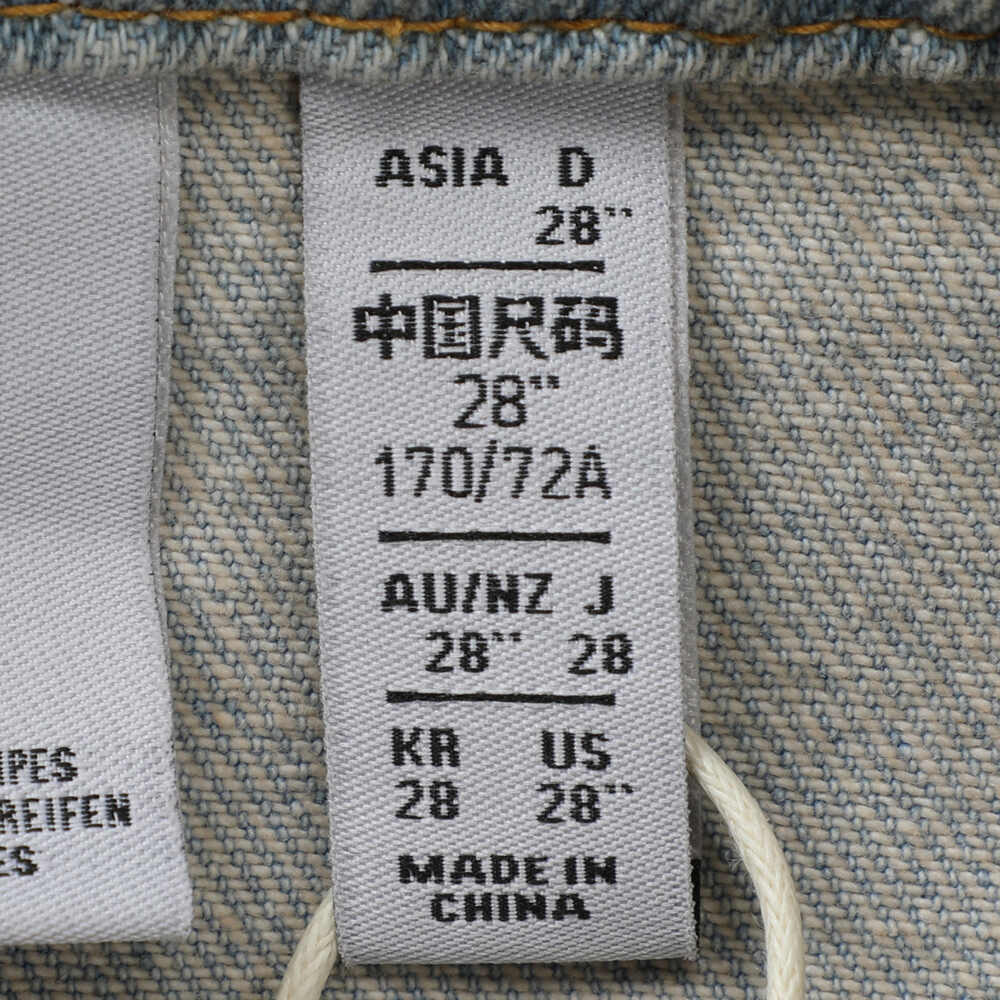 ASIA D
28"
中国尺码
28"
170/72A
AU/NZ J
28" 28
KR US
28 28"
MADE IN
CHINA
IPES
REIFEN
ES